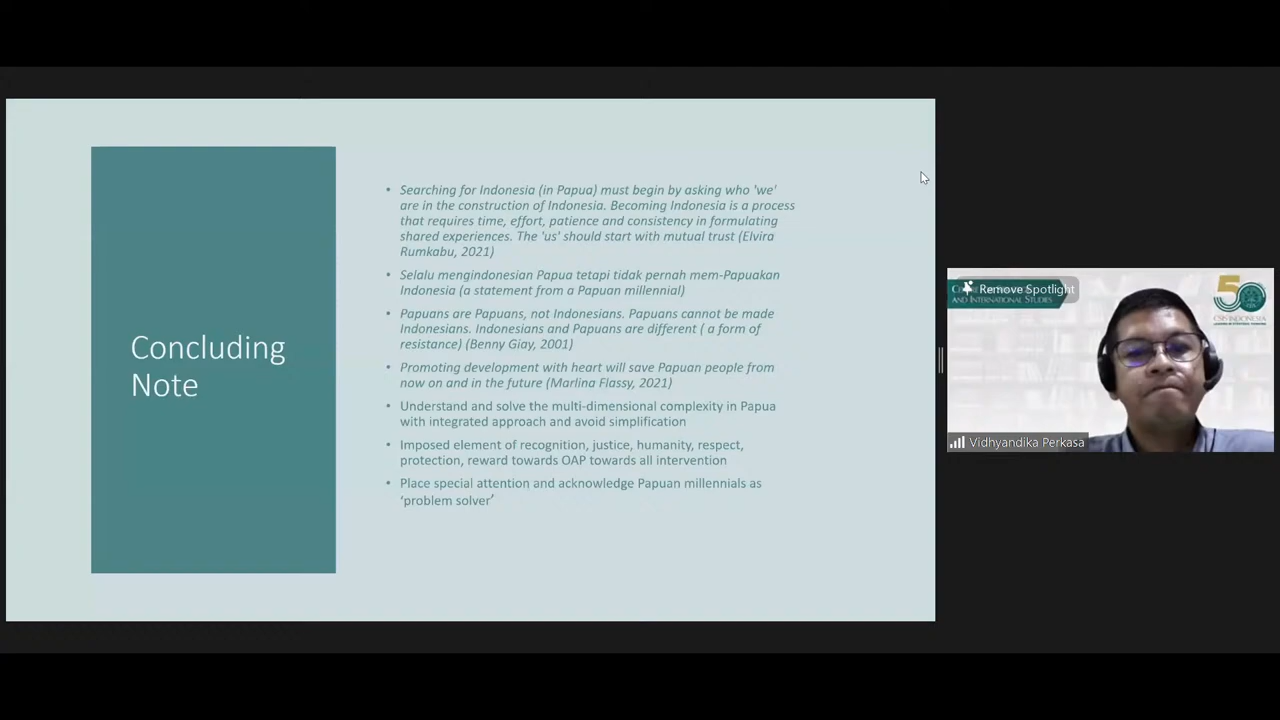 Concluding
Note
• Searching for Indonesia (in Papua) must begin by asking who 'we'
are in the construction of Indonesia. Becoming Indonesia is a process
that requires time, effort, patience and consistency in formulating
shared experiences. The 'us' should start with mutual trust (Elvira
Rumkabu, 2021)
• Selalu mengindonesian Papua tetapi tidak pernah mem-Papuakan
Indonesia (a statement from a Papuan millennial)
• Papuans are Papuans, not Indonesians. Papuans cannot be made
Indonesians. Indonesians and Papuans are different ( a form of
resistance) (Benny Giay, 2001)
• Promoting development with heart will save Papuan people from
now on and in the future (Marlina Flassy, 2021)
• Understand and solve the multi-dimensional complexity in Papua
with integrated approach and avoid simplification
• Imposed element of recognition, justice, humanity, respect,
protection, reward towards OAP towards all intervention
• Place special attention and acknowledge Papuan millennials as
‘problem solver’
Remove Spotlight
and International Studies
50
CSIS INDONESIA
Vidhyandika Perkasa